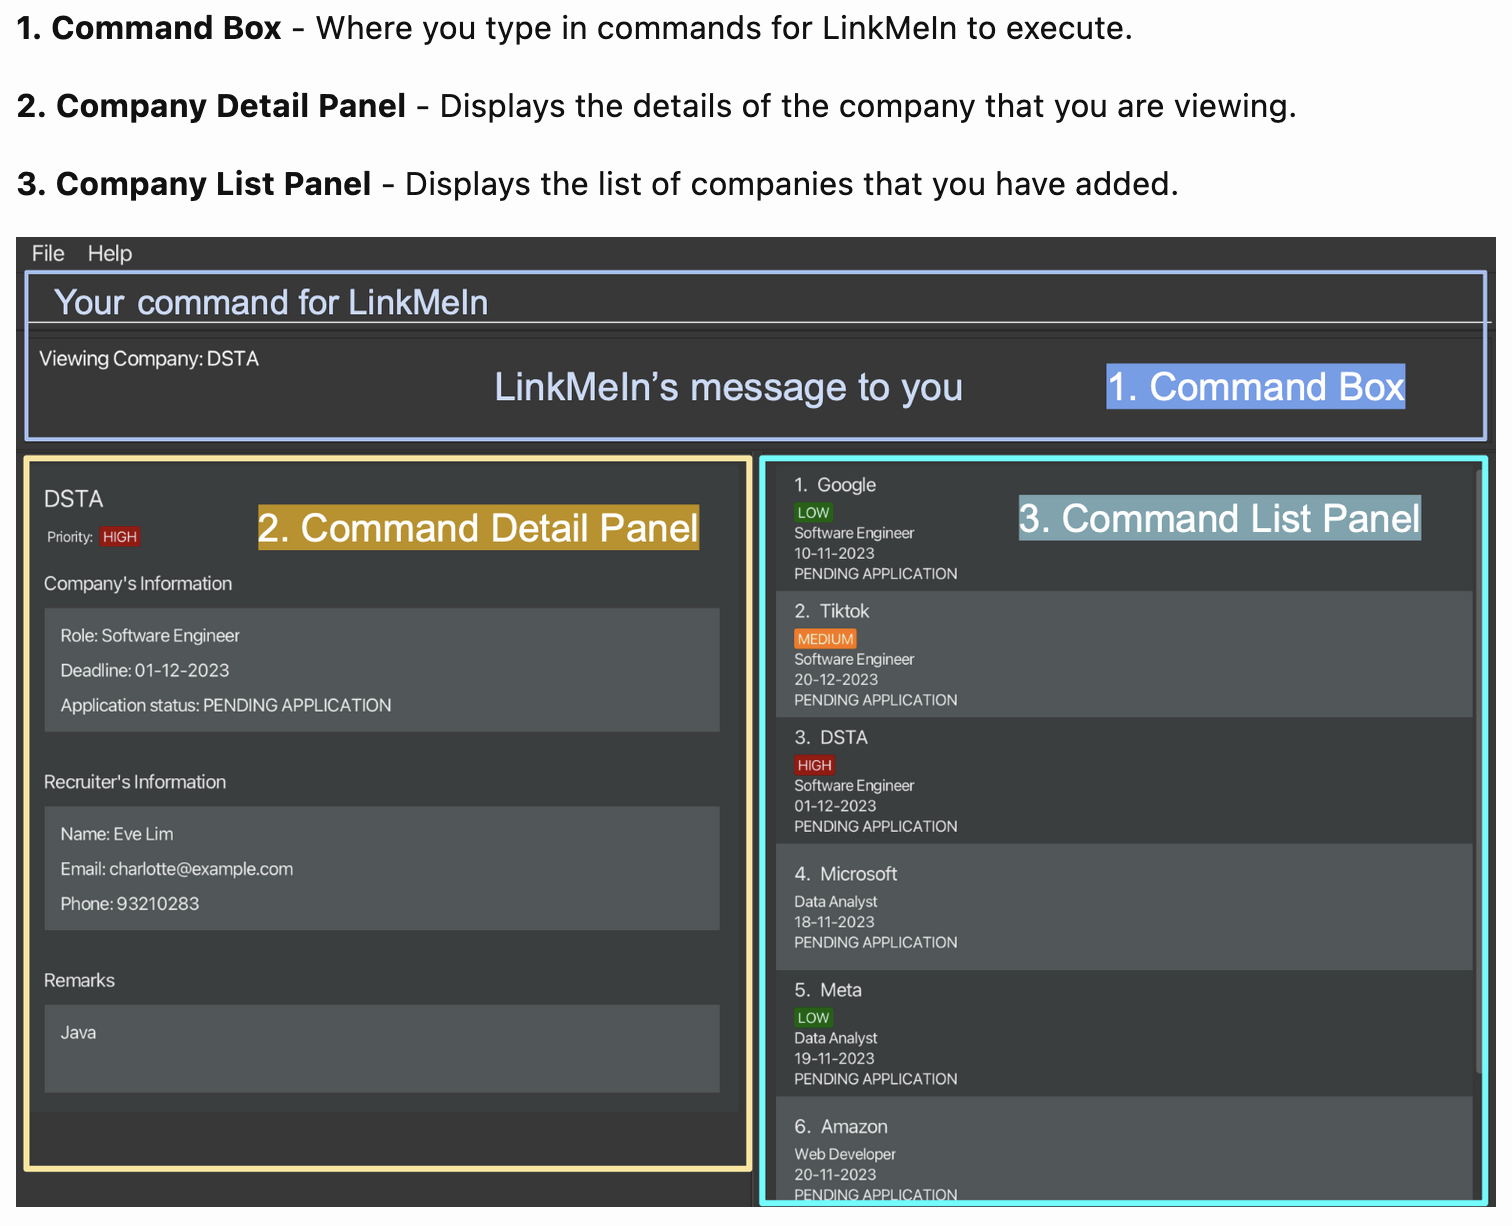 1. Command Box - Where you type in commands for LinkMeIn to execute.
2. Company Detail Panel - Displays the details of the company that you are viewing.
3. Company List Panel - Displays the list of companies that you have added.
File Help
Your command for LinkMeIn
Viewing Company: DSTA
LinkMeIn’s message to you
1. Command Box
DSTA
2. Command Detail Panel
Priority: HIGH
Company's Information
Role: Software Engineer
Deadline: 01-12-2023
Application status: PENDING APPLICATION
Recruiter's Information
Name: Eve Lim
Email: charlotte@example.com
Phone: 93210283
Remarks
Java
3. Command List Panel
1. Google
LOW
Software Engineer
10-11-2023
PENDING APPLICATION
2. Tiktok
MEDIUM
Software Engineer
20-12-2023
PENDING APPLICATION
3. DSTA
HIGH
Software Engineer
01-12-2023
PENDING APPLICATION
4. Microsoft
Data Analyst
18-11-2023
PENDING APPLICATION
5. Meta
LOW
Data Analyst
19-11-2023
PENDING APPLICATION
6. Amazon
Web Developer
20-11-2023
PENDING APPLICATION